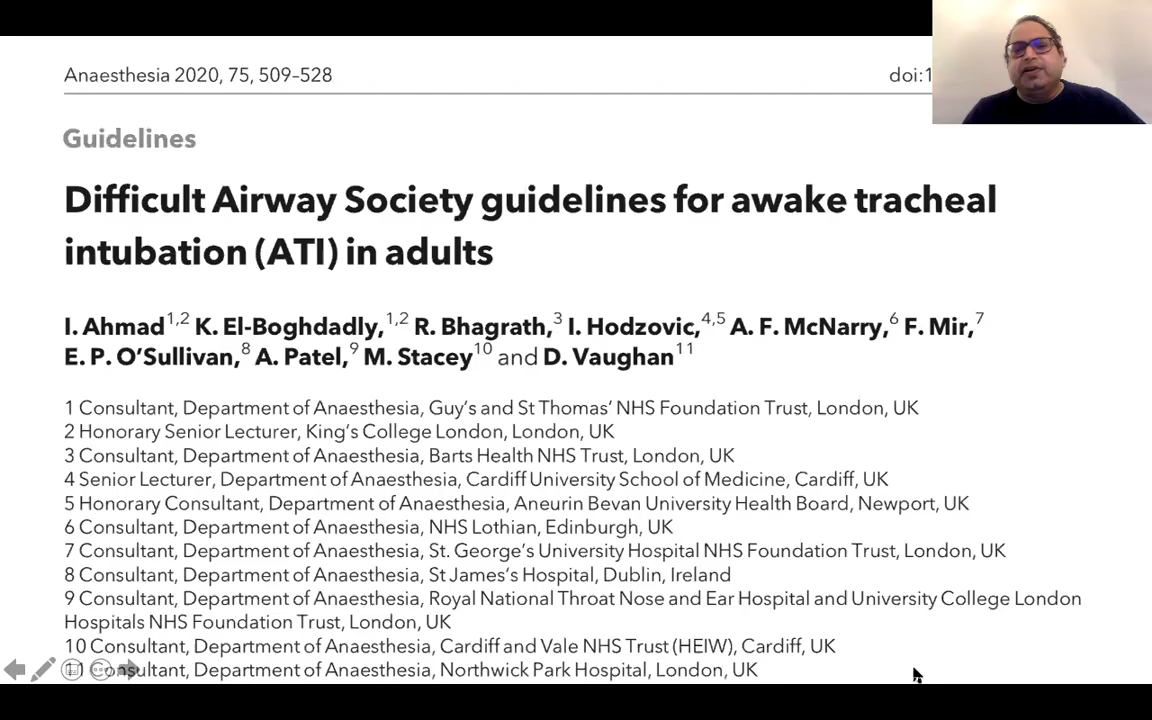 Anaesthesia 2020, 75, 509–528
doi:1
Guidelines
Difficult Airway Society guidelines for awake tracheal
intubation (ATI) in adults
I. Ahmad1,2 K. El-Boghdadly,1,2 R. Bhagrath,3 I. Hodzovic,4,5 A. F. McNarry,6 F. Mir,7
E. P. O’Sullivan,8 A. Patel,9 M. Stacey10 and D. Vaughan11
1 Consultant, Department of Anaesthesia, Guy’s and St Thomas’ NHS Foundation Trust, London, UK
2 Honorary Senior Lecturer, King’s College London, London, UK
3 Consultant, Department of Anaesthesia, Barts Health NHS Trust, London, UK
4 Senior Lecturer, Department of Anaesthesia, Cardiff University School of Medicine, Cardiff, UK
5 Honorary Consultant, Department of Anaesthesia, Aneurin Bevan University Health Board, Newport, UK
6 Consultant, Department of Anaesthesia, NHS Lothian, Edinburgh, UK
7 Consultant, Department of Anaesthesia, St. George’s University Hospital NHS Foundation Trust, London, UK
8 Consultant, Department of Anaesthesia, St James’s Hospital, Dublin, Ireland
9 Consultant, Department of Anaesthesia, Royal National Throat Nose and Ear Hospital and University College London
Hospitals NHS Foundation Trust, London, UK
10 Consultant, Department of Anaesthesia, Cardiff and Vale NHS Trust (HEIW), Cardiff, UK
11 Consultant, Department of Anaesthesia, Northwick Park Hospital, London, UK